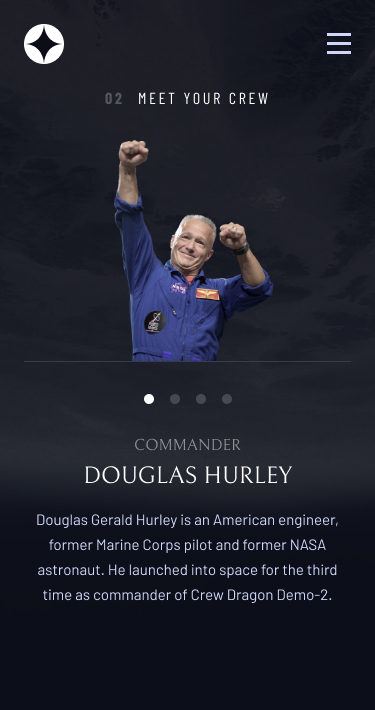 02 MEET YOUR CREW
NASA
COMMANDER
DOUGLAS HURLEY
Douglas Gerald Hurley is an American engineer,
former Marine Corps pilot and former NASA
astronaut. He launched into space for the third
time as commander of Crew Dragon Demo-2.